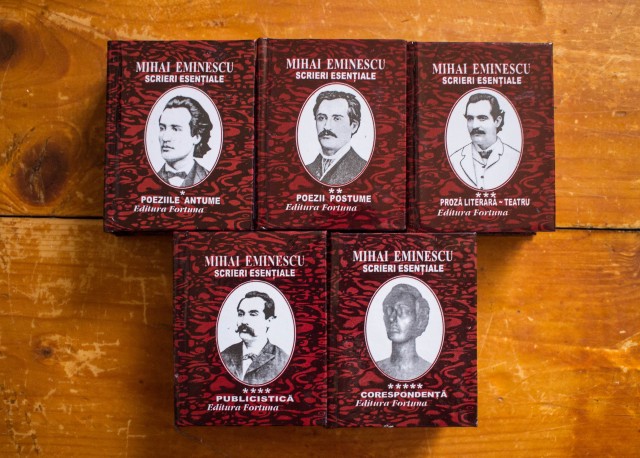 MIHAI EMINESCU
SCRIERI ESENȚIALE
*
POEZIILE ANTUME
Editura Fortuna
MIHAI EMINESCU
SCRIERI ESENȚIALE
**
POEZII POSTUME
Editura Fortuna
MIHAI EMINESCU
SCRIERI ESENȚIALE
***
PROZĂ LITERARĂ - TEATRU
Editura Fortuna
MIHAI EMINESCU
SCRIERI ESENȚIALE
****
PUBLICISTICĂ
Editura Fortuna
MIHAI EMINESCU
SCRIERI ESENȚIALE
*****
CORESPONDENȚĂ
Editura Fortuna